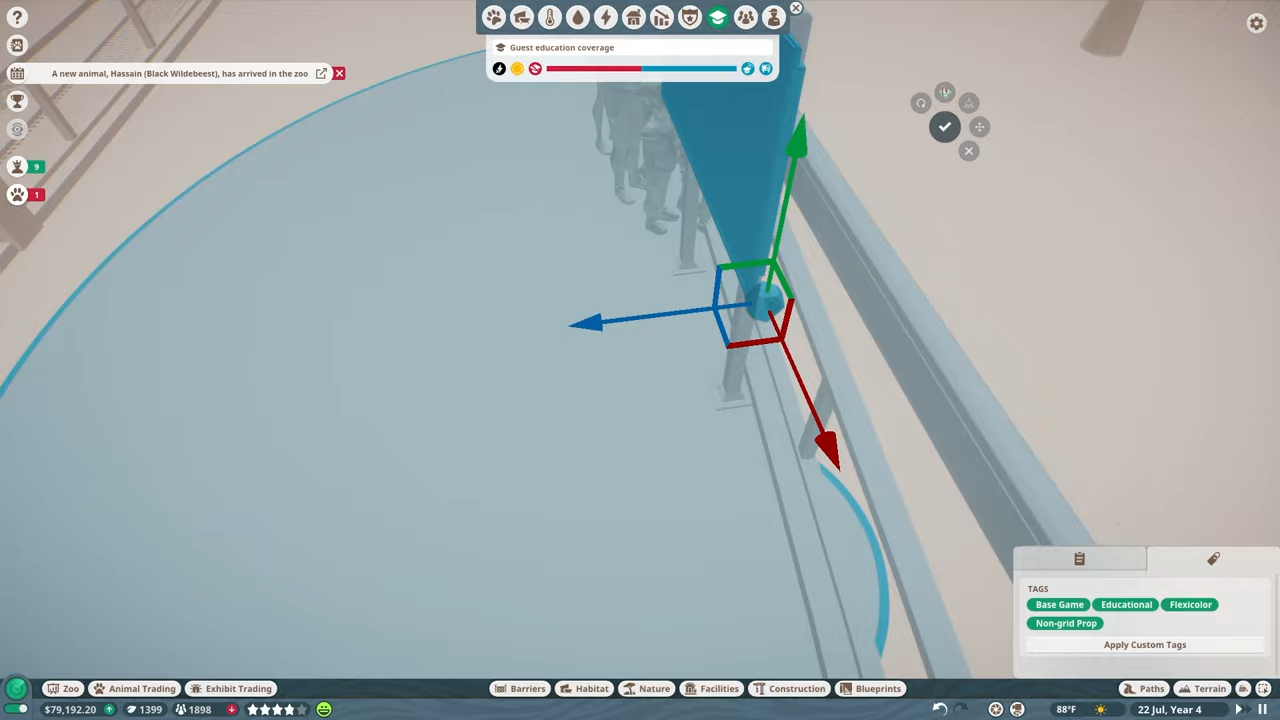 Guest education coverage
A new animal, Hassain (Black Wildebeest), has arrived in the zoo
9
1
TAGS
Base Game Educational Flexicolor
Non-grid Prop
Apply Custom Tags
Zoo Animal Trading Exhibit Trading Barriers Habitat Nature Facilities Construction Blueprints Paths Terrain
$79,192.20 1399 1898 88°F 22 Jul, Year 4